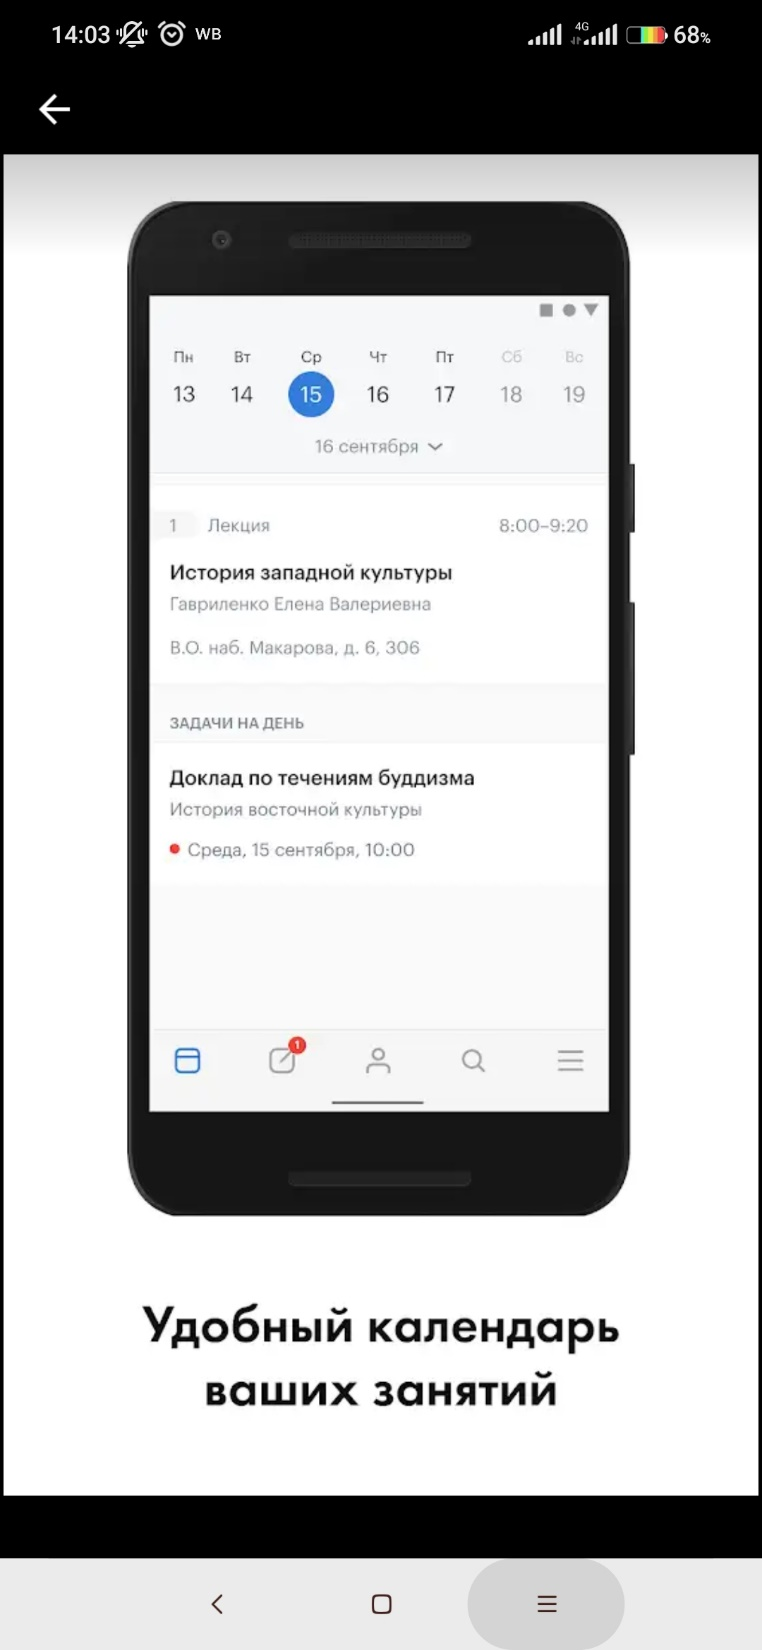 14:03 WB 4G 68%
Пн Вт Ср Чт Пт Сб Вс
13 14 15 16 17 18 19
16 сентября
1 Лекция 8:00–9:20
История западной культуры
Гавриленко Елена Валериевна
В.О. наб. Макарова, д. 6, 306
ЗАДАЧИ НА ДЕНЬ
Доклад по течениям буддизма
История восточной культуры
Среда, 15 сентября, 10:00
1
Удобный календарь
ваших занятий